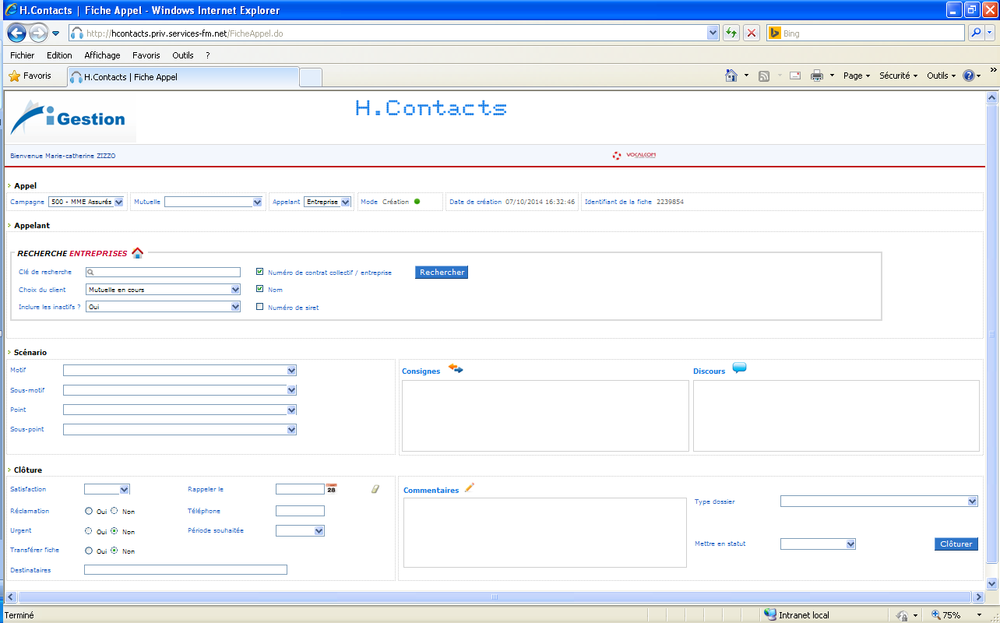 H.Contacts | Fiche Appel - Windows Internet Explorer
http://hcontacts.priv.services-fm.net/FicheAppel.do
Bing
Fichier Edition Affichage Favoris Outils ?
Favoris H.Contacts | Fiche Appel Page Sécurité Outils
iGestion
H.Contacts
Bienvenue Marie-catherine ZIZZO VOCALCOM
Appel
Campagne 500 - MME Assurés Mutuelle Appelant Entreprise Mode Création Date de création 07/10/2014 16:32:46 Identifiant de la fiche 2239854
Appelant
RECHERCHE ENTREPRISES
Clé de recherche Numéro de contrat collectif / entreprise Rechercher
Choix du client Mutuelle en cours Nom
Inclure les inactifs ? Oui Numéro de siret
Scénario
Motif Consignes Discours
Sous-motif
Point
Sous-point
Clôture
Satisfaction Rappeler le 28 Commentaires
Réclamation Oui Non Téléphone Type dossier
Urgent Oui Non Période souhaitée
Transférer fiche Oui Non Mettre en statut Clôturer
Destinataires
Terminé Intranet local 75%